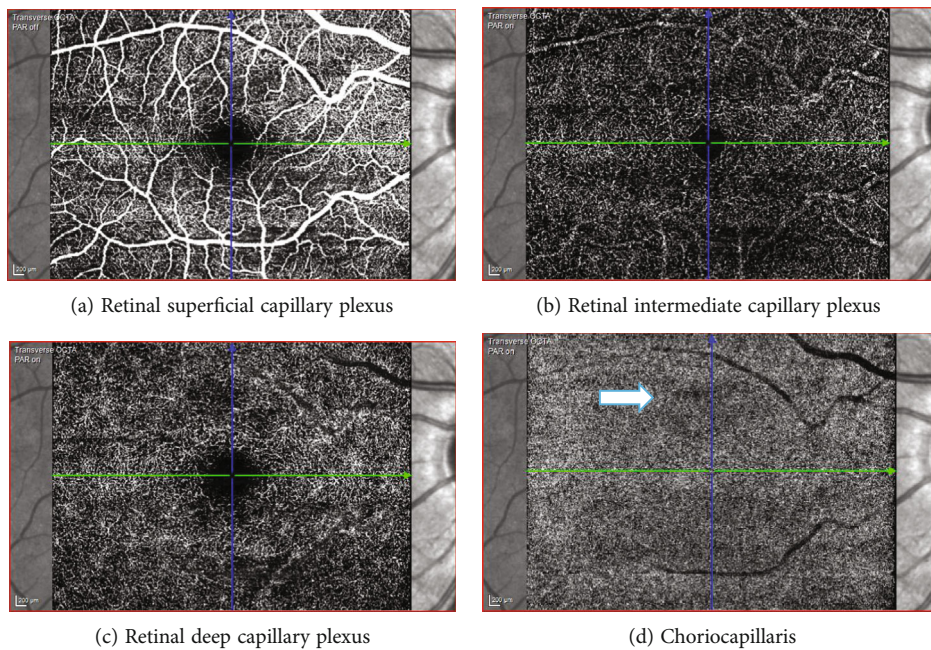 Transverse OCTA
PAR off
200 µm
(a) Retinal superficial capillary plexus
Transverse OCTA
PAR on
200 µm
(b) Retinal intermediate capillary plexus
Transverse OCTA
PAR on
200 µm
(c) Retinal deep capillary plexus
Transverse OCTA
PAR on
200 µm
(d) Choriocapillaris